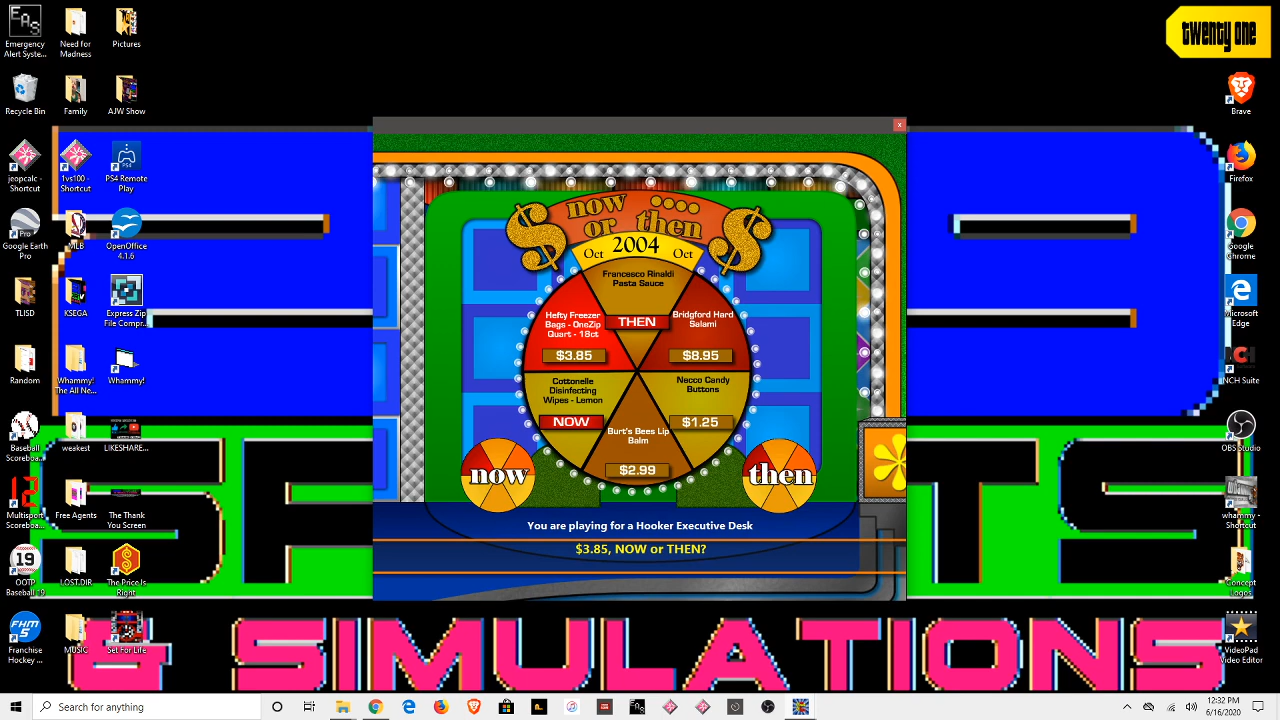 Emergency
Alert Syste...
Need for
Madness
Pictures
twenty one
Recycle Bin
Family
AJW Show
Brave
jeopcalc -
Shortcut
1vs100 -
Shortcut
PS4 Remote
Play
Firefox
Pro
Google Earth
Pro
MLB
OpenOffice
4.1.6
Google
Chrome
TLISD
KSEGA
Express Zip
File Compr...
Microsoft
Edge
Random
Whammy!
The All Ne...
Whammy!
NCH Suite
Baseball
Scoreboa...
weakest
LIKESHARE...
OBS Studio
Multisport
Scoreboa...
Free Agents
The Thank
You Screen
whammy -
Shortcut
19
OOTP
Baseball 19
LOST.DIR
The Price Is
Right
Concept
Logos
FHM
5
Franchise
Hockey ...
MUSIC
Set For Life
VideoPad
Video Editor
x
now
or then
Oct 2004 Oct
Francesco Rinaldi
Pasta Sauce
THEN
Hefty Freezer
Bags - OneZip
Quart - 18ct
$3.85
Bridgford Hard
Salami
$8.95
Cottonelle
Disinfecting
Wipes - Lemon
NOW
Necco Candy
Buttons
$1.25
Burt's Bees Lip
Balm
$2.99
now
then
You are playing for a Hooker Executive Desk
$3.85, NOW or THEN?
& SIMULATIONS
Search for anything
12:32 PM
6/16/2020